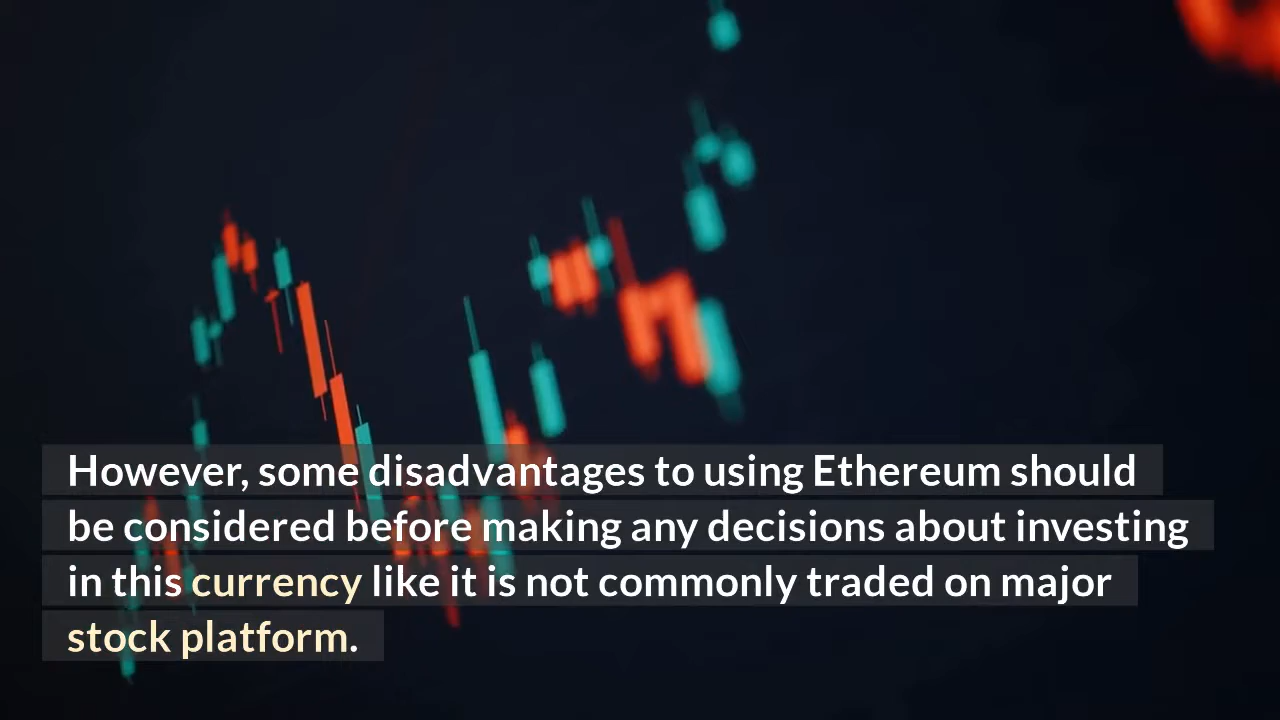 However, some disadvantages to using Ethereum should
be considered before making any decisions about investing
in this currency like it is not commonly traded on major
stock platform.